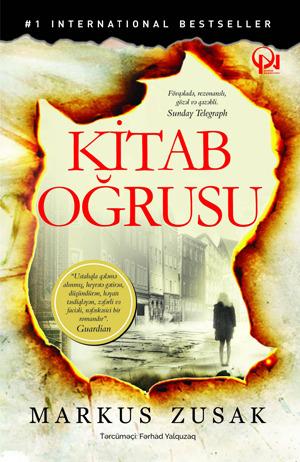 #1 INTERNATIONAL BESTSELLER
Fövqəladə, rezonanslı,
gözəl və qəzəbli.
Sunday Telegraph
KİTAB
OĞRUSU
"Ustalıqla qələmə
alınmış, heyrətə gətirən,
düşündürən, həyatı
təsdiqləyən, zəfərli və
faciəli, nəfəskəsici bir
romandır".
Guardian
MARKUS ZUSAK
Tərcüməçi: Fərhad Yalquzaq